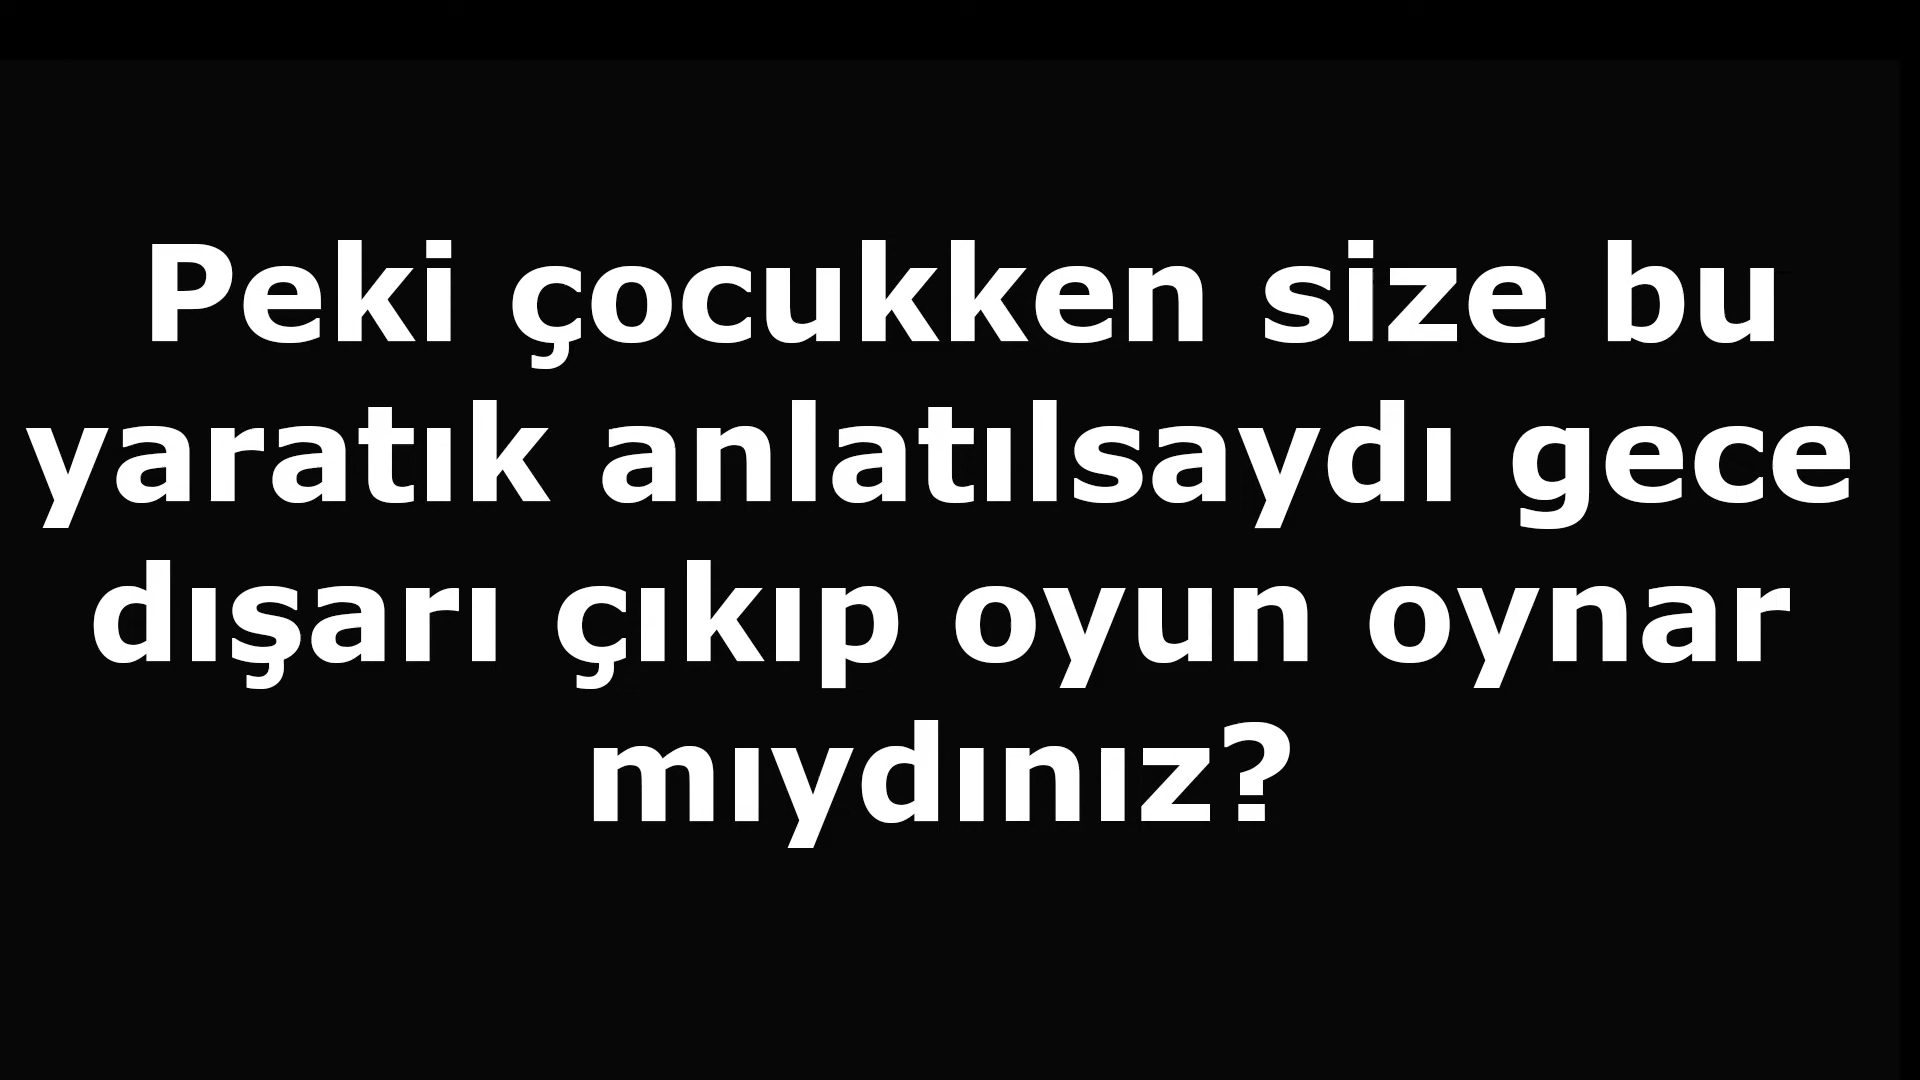 Peki çocukken size bu
yaratık anlatılsaydı gece
dışarı çıkıp oyun oynar
mıydınız?